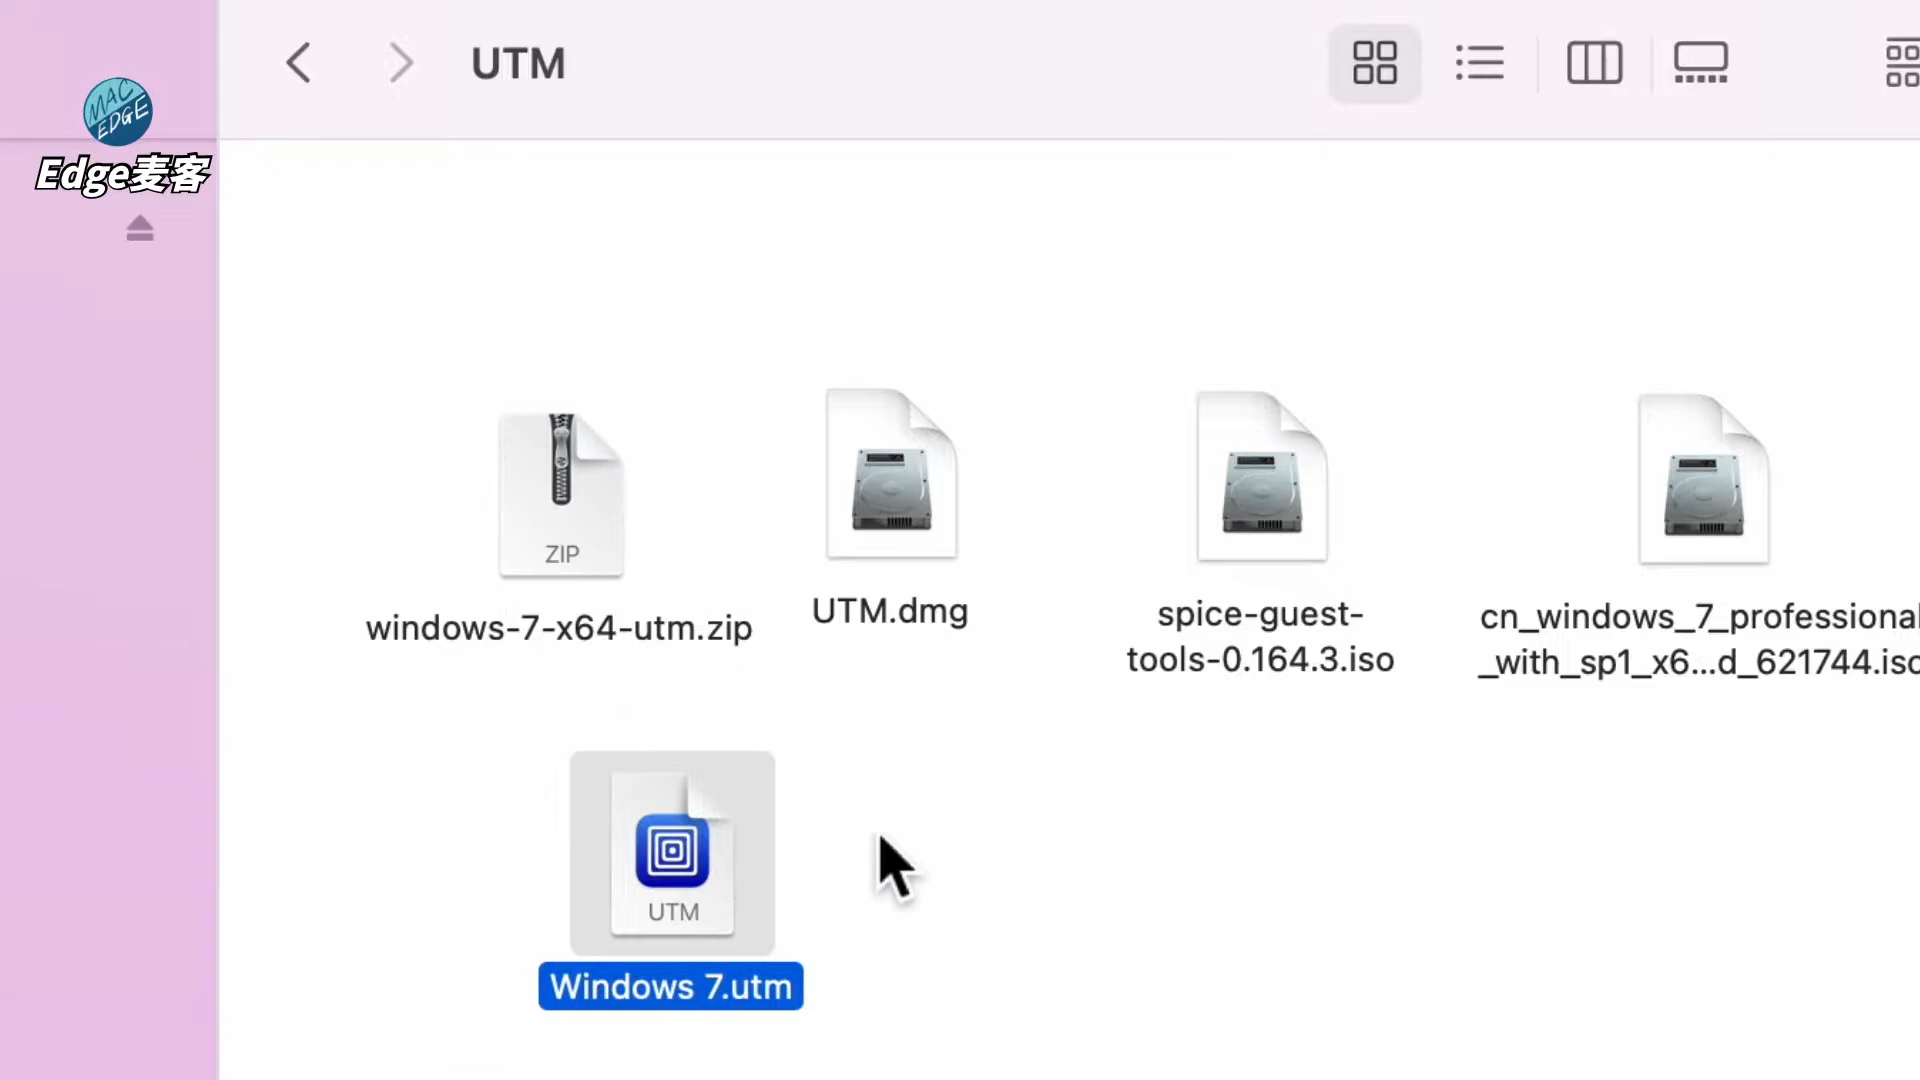 UTM
MAC
EDGE
Edge麦客
ZIP
windows-7-x64-utm.zip
UTM.dmg
spice-guest-
tools-0.164.3.iso
cn_windows_7_professional
_with_sp1_x6...d_621744.iso
UTM
Windows 7.utm